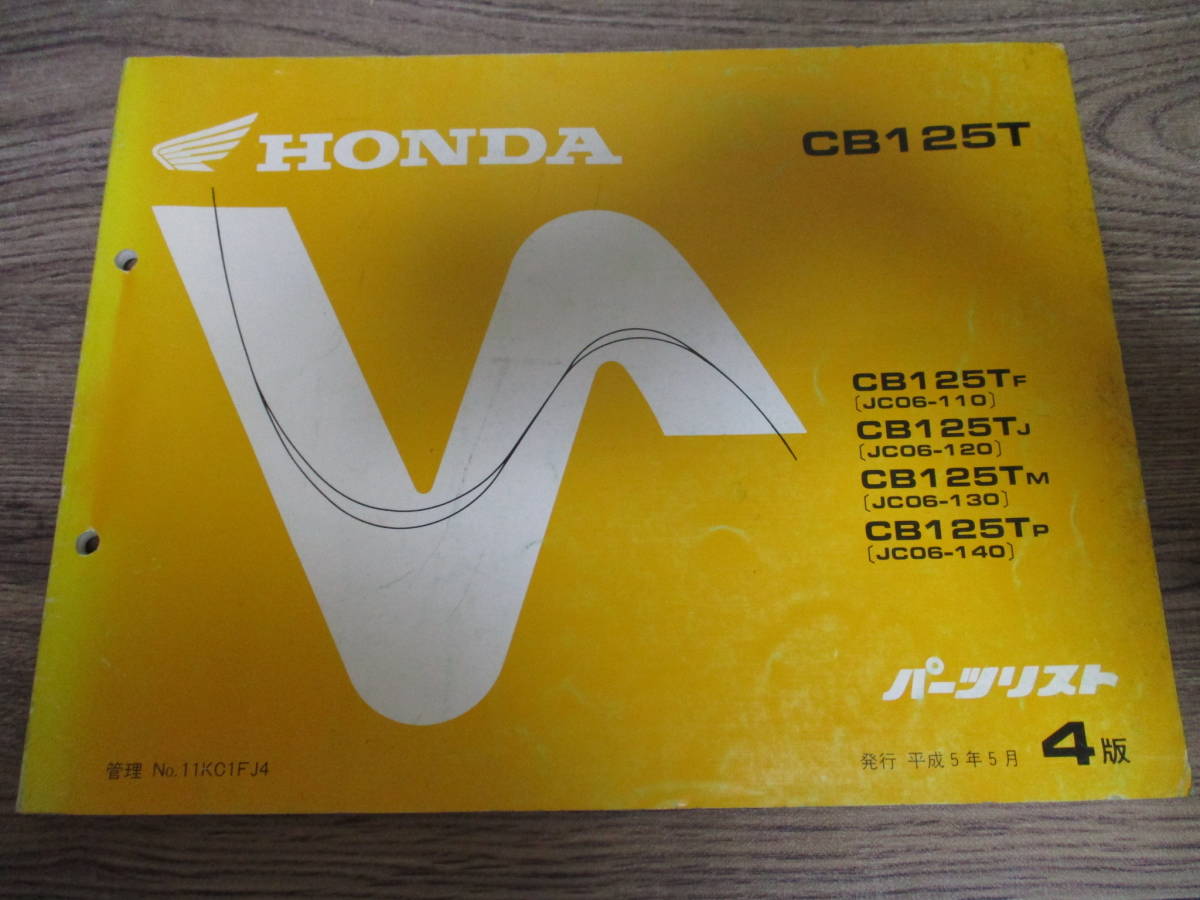 HONDA
CB125T
CB125TF
[JC06-110]
CB125TJ
[JC06-120]
CB125TM
[JC06-130]
CB125TP
[JC06-140]
パーツリスト
管理 No.11KC1FJ4
発行 平成5年5月 4版